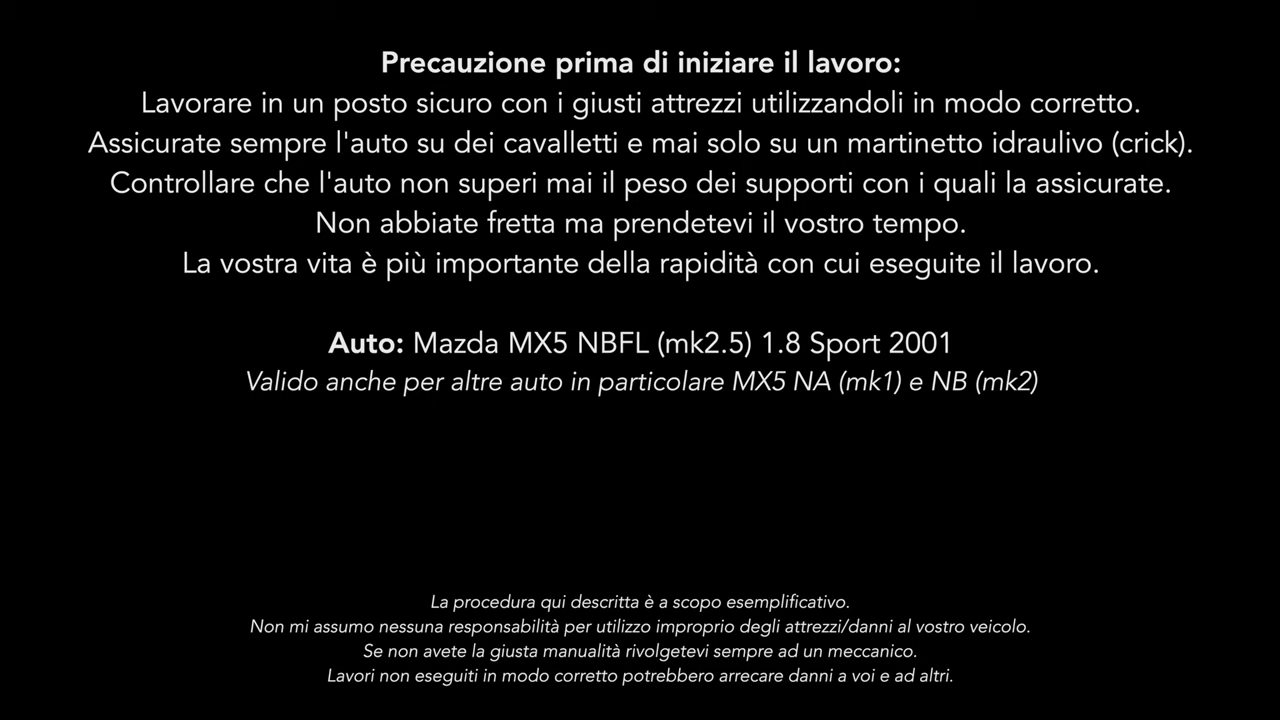 Precauzione prima di iniziare il lavoro:
Lavorare in un posto sicuro con i giusti attrezzi utilizzandoli in modo corretto.
Assicurate sempre l'auto su dei cavalletti e mai solo su un martinetto idraulivo (crick).
Controllare che l'auto non superi mai il peso dei supporti con i quali la assicurate.
Non abbiate fretta ma prendetevi il vostro tempo.
La vostra vita è più importante della rapidità con cui eseguite il lavoro.
Auto: Mazda MX5 NBFL (mk2.5) 1.8 Sport 2001
Valido anche per altre auto in particolare MX5 NA (mk1) e NB (mk2)
La procedura qui descritta è a scopo esemplificativo.
Non mi assumo nessuna responsabilità per utilizzo improprio degli attrezzi/danni al vostro veicolo.
Se non avete la giusta manualità rivolgetevi sempre ad un meccanico.
Lavori non eseguiti in modo corretto potrebbero arrecare danni a voi e ad altri.